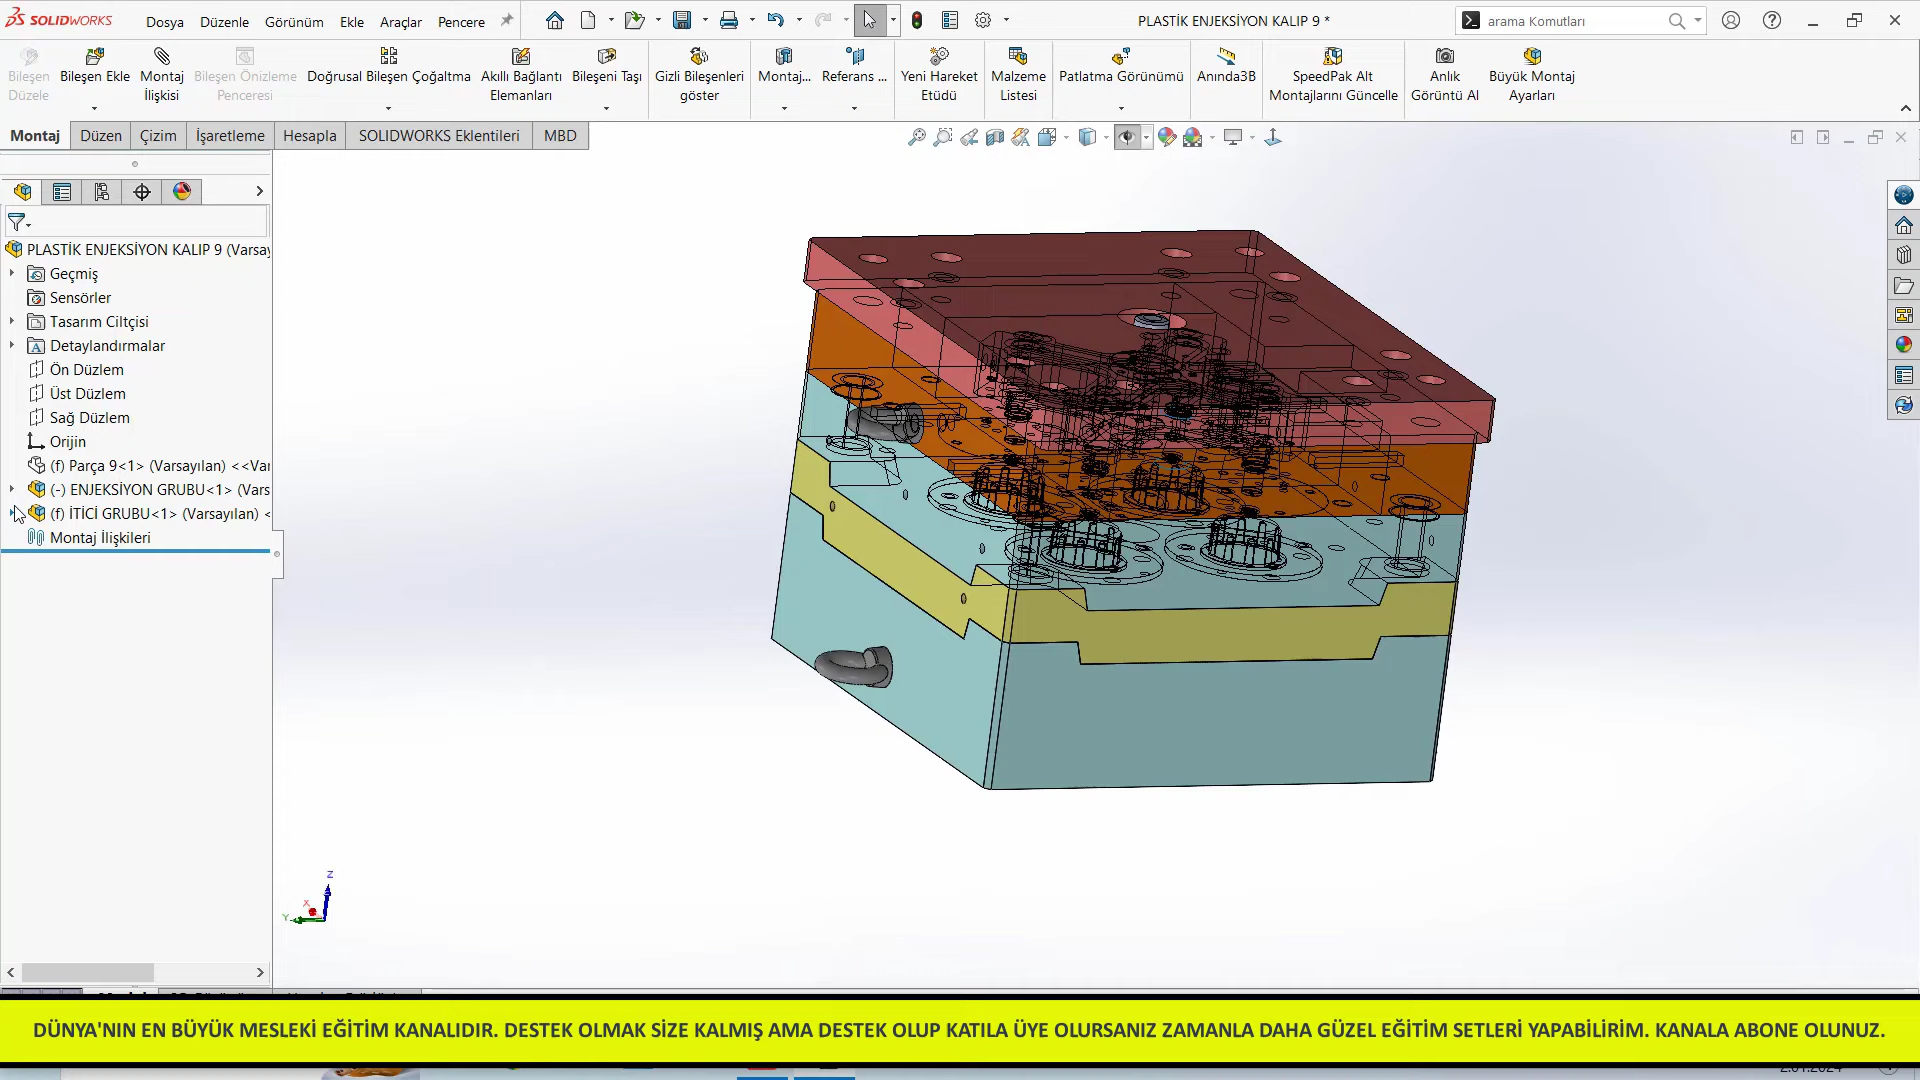 SOLIDWORKS
Dosya Düzenle Görünüm Ekle Araçlar Pencere
PLASTİK ENJEKSİYON KALIP 9 *
arama Komutları
Bileşen Düzele
Bileşen Ekle
Montaj İlişkisi
Bileşen Önizleme Penceresi
Doğrusal Bileşen Çoğaltma
Akıllı Bağlantı Elemanları
Bileşeni Taşı
Gizli Bileşenleri göster
Montaj...
Referans ...
Yeni Hareket Etüdü
Malzeme Listesi
Patlatma Görünümü
Anında3B
SpeedPak Alt Montajlarını Güncelle
Anlık Görüntü Al
Büyük Montaj Ayarları
Montaj Düzen Çizim İşaretleme Hesapla SOLIDWORKS Eklentileri MBD
PLASTİK ENJEKSİYON KALIP 9 (Varsay
Geçmiş
Sensörler
Tasarım Ciltçisi
Detaylandırmalar
Ön Düzlem
Üst Düzlem
Sağ Düzlem
Orijin
(f) Parça 9<1> (Varsayılan) <<Var
(-) ENJEKSİYON GRUBU<1> (Vars
(f) İTİCİ GRUBU<1> (Varsayılan) <
Montaj İlişkileri
Z
X
Y
DÜNYA'NIN EN BÜYÜK MESLEKİ EĞİTİM KANALIDIR. DESTEK OLMAK SİZE KALMIŞ AMA DESTEK OLUP KATILA ÜYE OLURSANIZ ZAMANLA DAHA GÜZEL EĞİTİM SETLERİ YAPABİLİRİM. KANALA ABONE OLUNUZ.